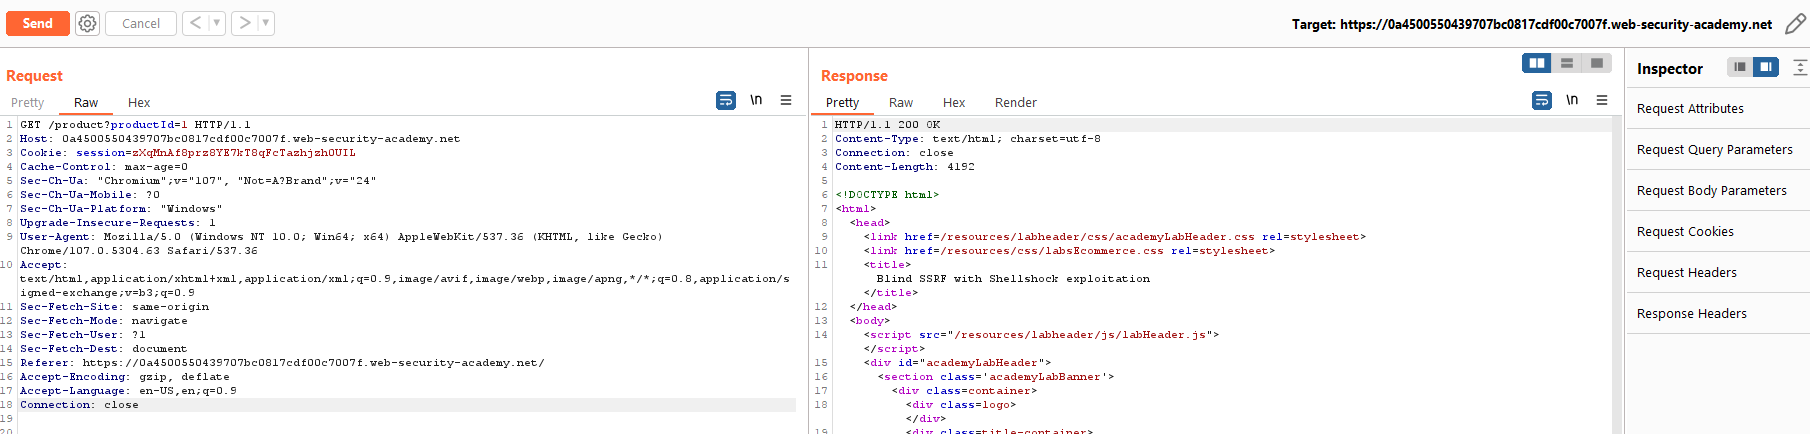 Send
Cancel
Target: https://0a4500550439707bc0817cdf00c7007f.web-security-academy.net
Request
Pretty Raw Hex
\n
1 GET /product?productId=1 HTTP/1.1
2 Host: 0a4500550439707bc0817cdf00c7007f.web-security-academy.net
3 Cookie: session=zXqMnAf8prz8YE7kT8qFcTazhjzh0UIL
4 Cache-Control: max-age=0
5 Sec-Ch-Ua: "Chromium";v="107", "Not=A?Brand";v="24"
6 Sec-Ch-Ua-Mobile: ?0
7 Sec-Ch-Ua-Platform: "Windows"
8 Upgrade-Insecure-Requests: 1
9 User-Agent: Mozilla/5.0 (Windows NT 10.0; Win64; x64) AppleWebKit/537.36 (KHTML, like Gecko)
Chrome/107.0.5304.63 Safari/537.36
10 Accept:
text/html,application/xhtml+xml,application/xml;q=0.9,image/avif,image/webp,image/apng,*/*;q=0.8,application/s
igned-exchange;v=b3;q=0.9
11 Sec-Fetch-Site: same-origin
12 Sec-Fetch-Mode: navigate
13 Sec-Fetch-User: ?1
14 Sec-Fetch-Dest: document
15 Referer: https://0a4500550439707bc0817cdf00c7007f.web-security-academy.net/
16 Accept-Encoding: gzip, deflate
17 Accept-Language: en-US,en;q=0.9
18 Connection: close
19
20
Response
Pretty Raw Hex Render
\n
1 HTTP/1.1 200 OK
2 Content-Type: text/html; charset=utf-8
3 Connection: close
4 Content-Length: 4192
5
6 <!DOCTYPE html>
7 <html>
8 <head>
9 <link href=/resources/labheader/css/academyLabHeader.css rel=stylesheet>
10 <link href=/resources/css/labsEcommerce.css rel=stylesheet>
11 <title>
Blind SSRF with Shellshock exploitation
</title>
12 </head>
13 <body>
14 <script src="/resources/labheader/js/labHeader.js">
</script>
15 <div id="academyLabHeader">
16 <section class='academyLabBanner'>
17 <div class=container>
18 <div class=logo>
</div>
19 <div class=title-container>
Inspector
Request Attributes
Request Query Parameters
Request Body Parameters
Request Cookies
Request Headers
Response Headers